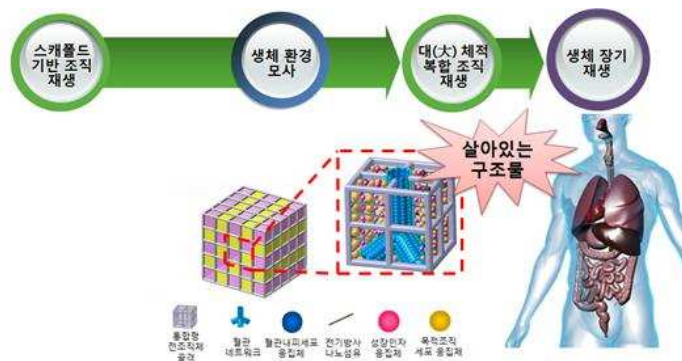 스캐폴드
기반 조직
재생
생체 환경
모사
대(大) 체적
복합 조직
재생
생체 장기
재생
살아있는
구조물
통합형
전조직체
골격
혈관
네트워크
혈관내피세포
응집체
전기방사
나노섬유
성장인자
응집체
목적조직
세포 응집체